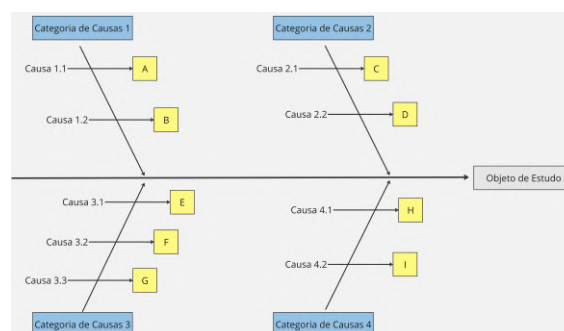 Categoria de Causas 1
Categoria de Causas 2
Causa 1.1
A
Causa 2.1
C
Causa 1.2
B
Causa 2.2
D
Objeto de Estudo
Causa 3.1
E
Causa 4.1
H
Causa 3.2
F
Causa 4.2
I
Causa 3.3
G
Categoria de Causas 3
Categoria de Causas 4